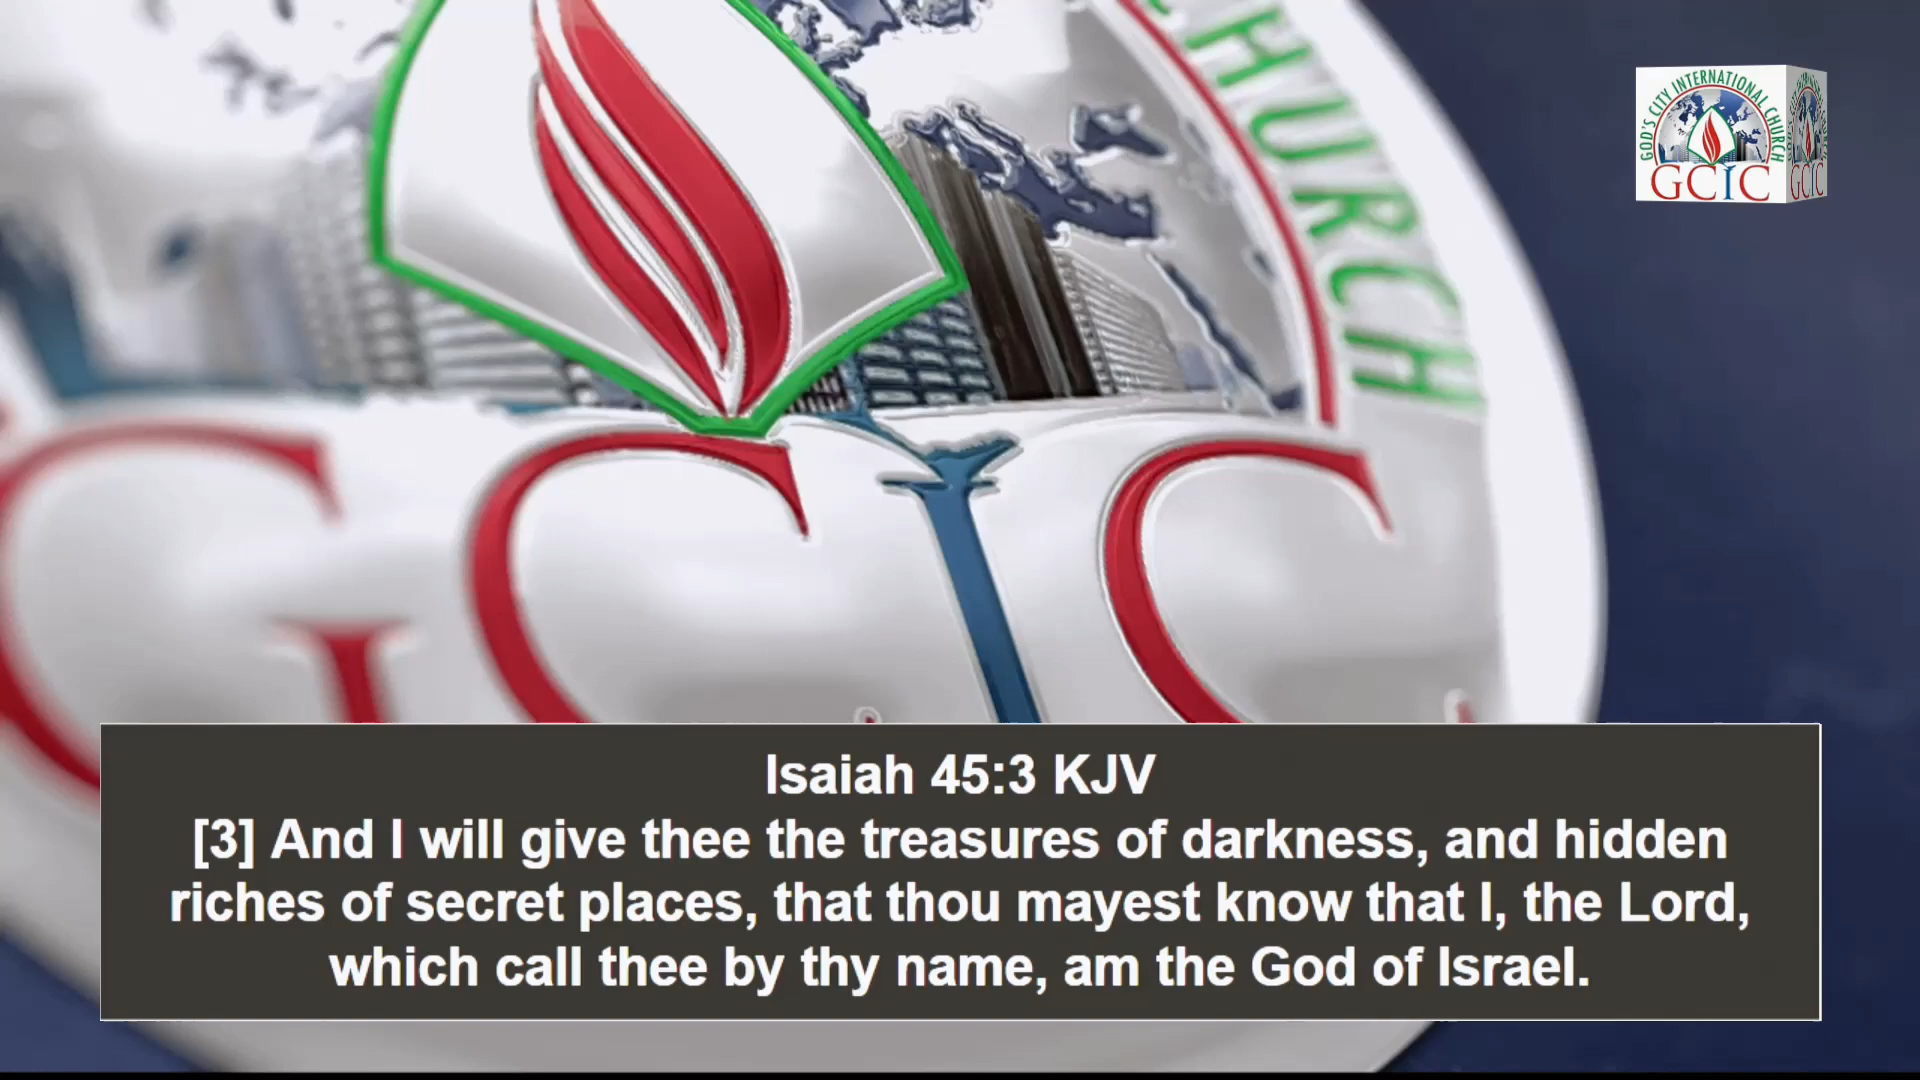 CHURCH
GOD'S CITY INTERNATIONAL CHURCH
GCIC
GCIC
GCIC
Isaiah 45:3 KJV
[3] And I will give thee the treasures of darkness, and hidden
riches of secret places, that thou mayest know that I, the Lord,
which call thee by thy name, am the God of Israel.